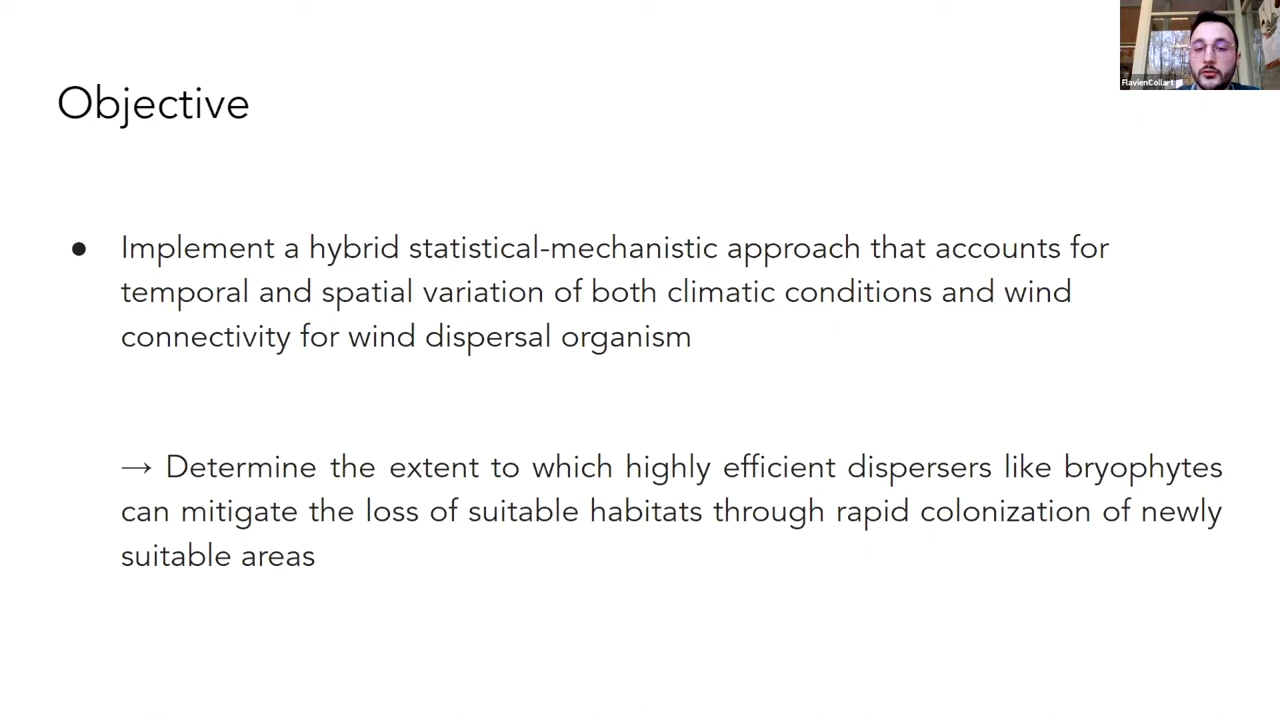 FlavienCollart
Objective
● Implement a hybrid statistical-mechanistic approach that accounts for
temporal and spatial variation of both climatic conditions and wind
connectivity for wind dispersal organism
→ Determine the extent to which highly efficient dispersers like bryophytes
can mitigate the loss of suitable habitats through rapid colonization of newly
suitable areas